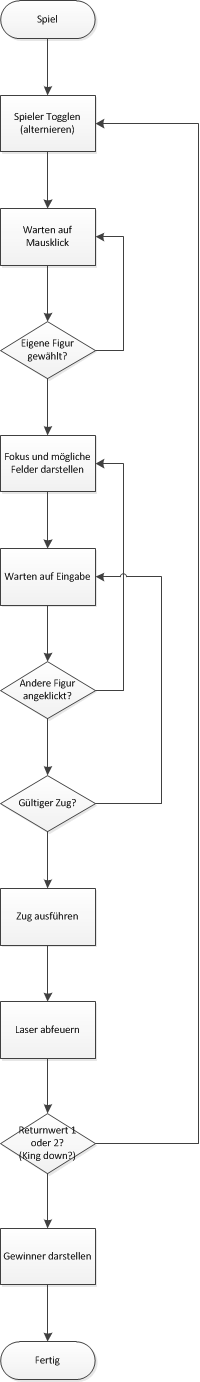 Spiel
Spieler Togglen
(alternieren)
Warten auf
Mausklick
Eigene Figur
gewählt?
Fokus und mögliche
Felder darstellen
Warten auf Eingabe
Andere Figur
angeklickt?
Gültiger Zug?
Zug ausführen
Laser abfeuern
Returnwert 1
oder 2?
(King down?)
Gewinner darstellen
Fertig